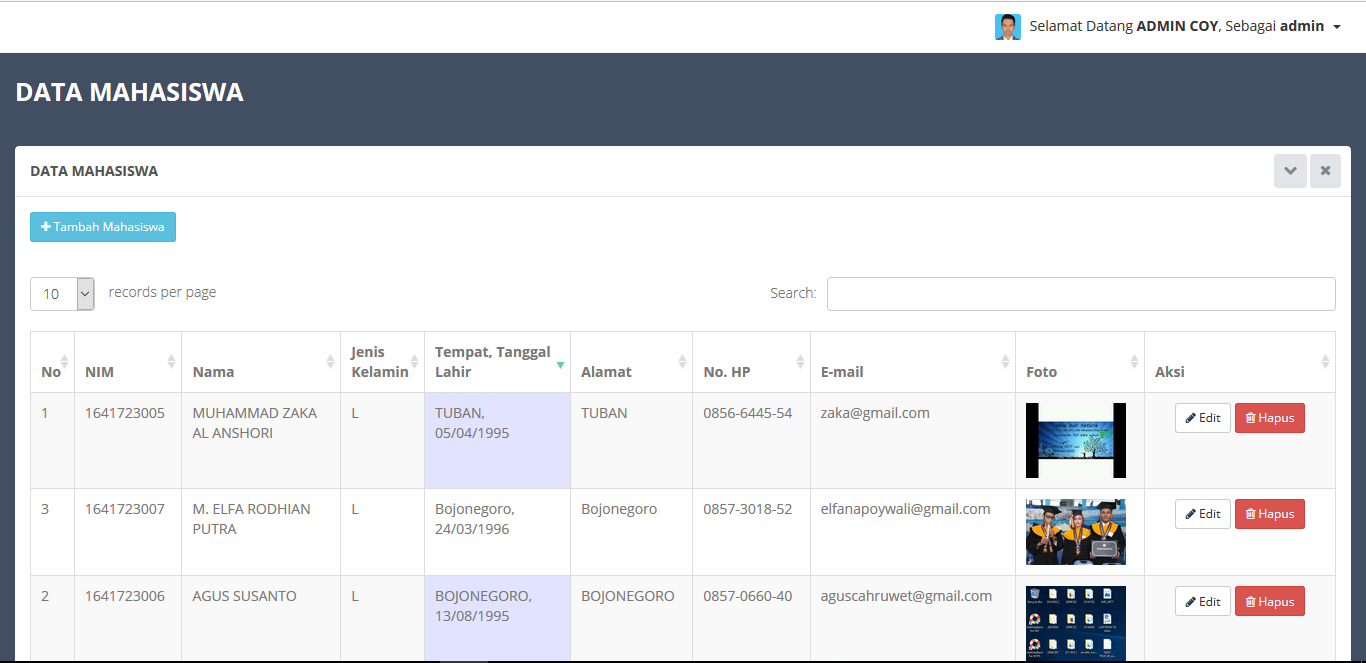 Selamat Datang ADMIN COY, Sebagai admin
DATA MAHASISWA
DATA MAHASISWA
Tambah Mahasiswa
10 records per page
Search:
No NIM Nama Jenis Kelamin Tempat, Tanggal Lahir Alamat No. HP E-mail Foto Aksi
1 1641723005 MUHAMMAD ZAKA AL ANSHORI L TUBAN, 05/04/1995 TUBAN 0856-6445-54 zaka@gmail.com Edit Hapus
3 1641723007 M. ELFA RODHIAN PUTRA L Bojonegoro, 24/03/1996 Bojonegoro 0857-3018-52 elfanapoywali@gmail.com Edit Hapus
2 1641723006 AGUS SUSANTO L BOJONEGORO, 13/08/1995 BOJONEGORO 0857-0660-40 aguscahruwet@gmail.com Edit Hapus